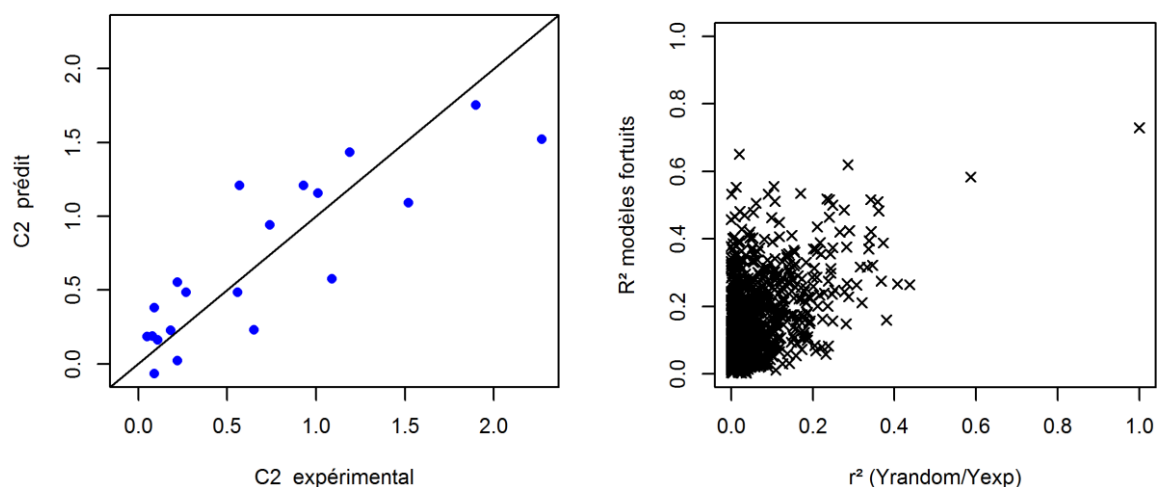 C2 prédit
2.0
1.5
1.0
0.5
0.0
0.0 0.5 1.0 1.5 2.0
C2 expérimental
R² modèles fortuits
1.0
0.8
0.6
0.4
0.2
0.0
0.0 0.2 0.4 0.6 0.8 1.0
r² (Yrandom/Yexp)